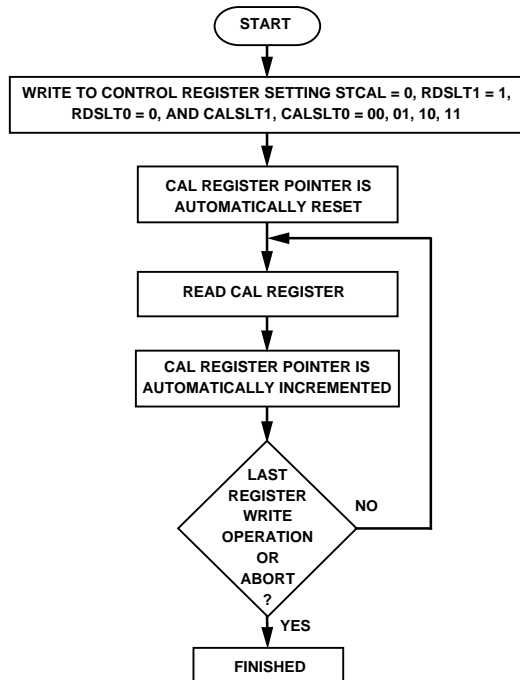 START
WRITE TO CONTROL REGISTER SETTING STCAL = 0, RDSLT1 = 1,
RDSLT0 = 0, AND CALSLT1, CALSLT0 = 00, 01, 10, 11
CAL REGISTER POINTER IS
AUTOMATICALLY RESET
READ CAL REGISTER
CAL REGISTER POINTER IS
AUTOMATICALLY INCREMENTED
LAST
REGISTER
WRITE
OPERATION
OR
ABORT
?
NO
YES
FINISHED